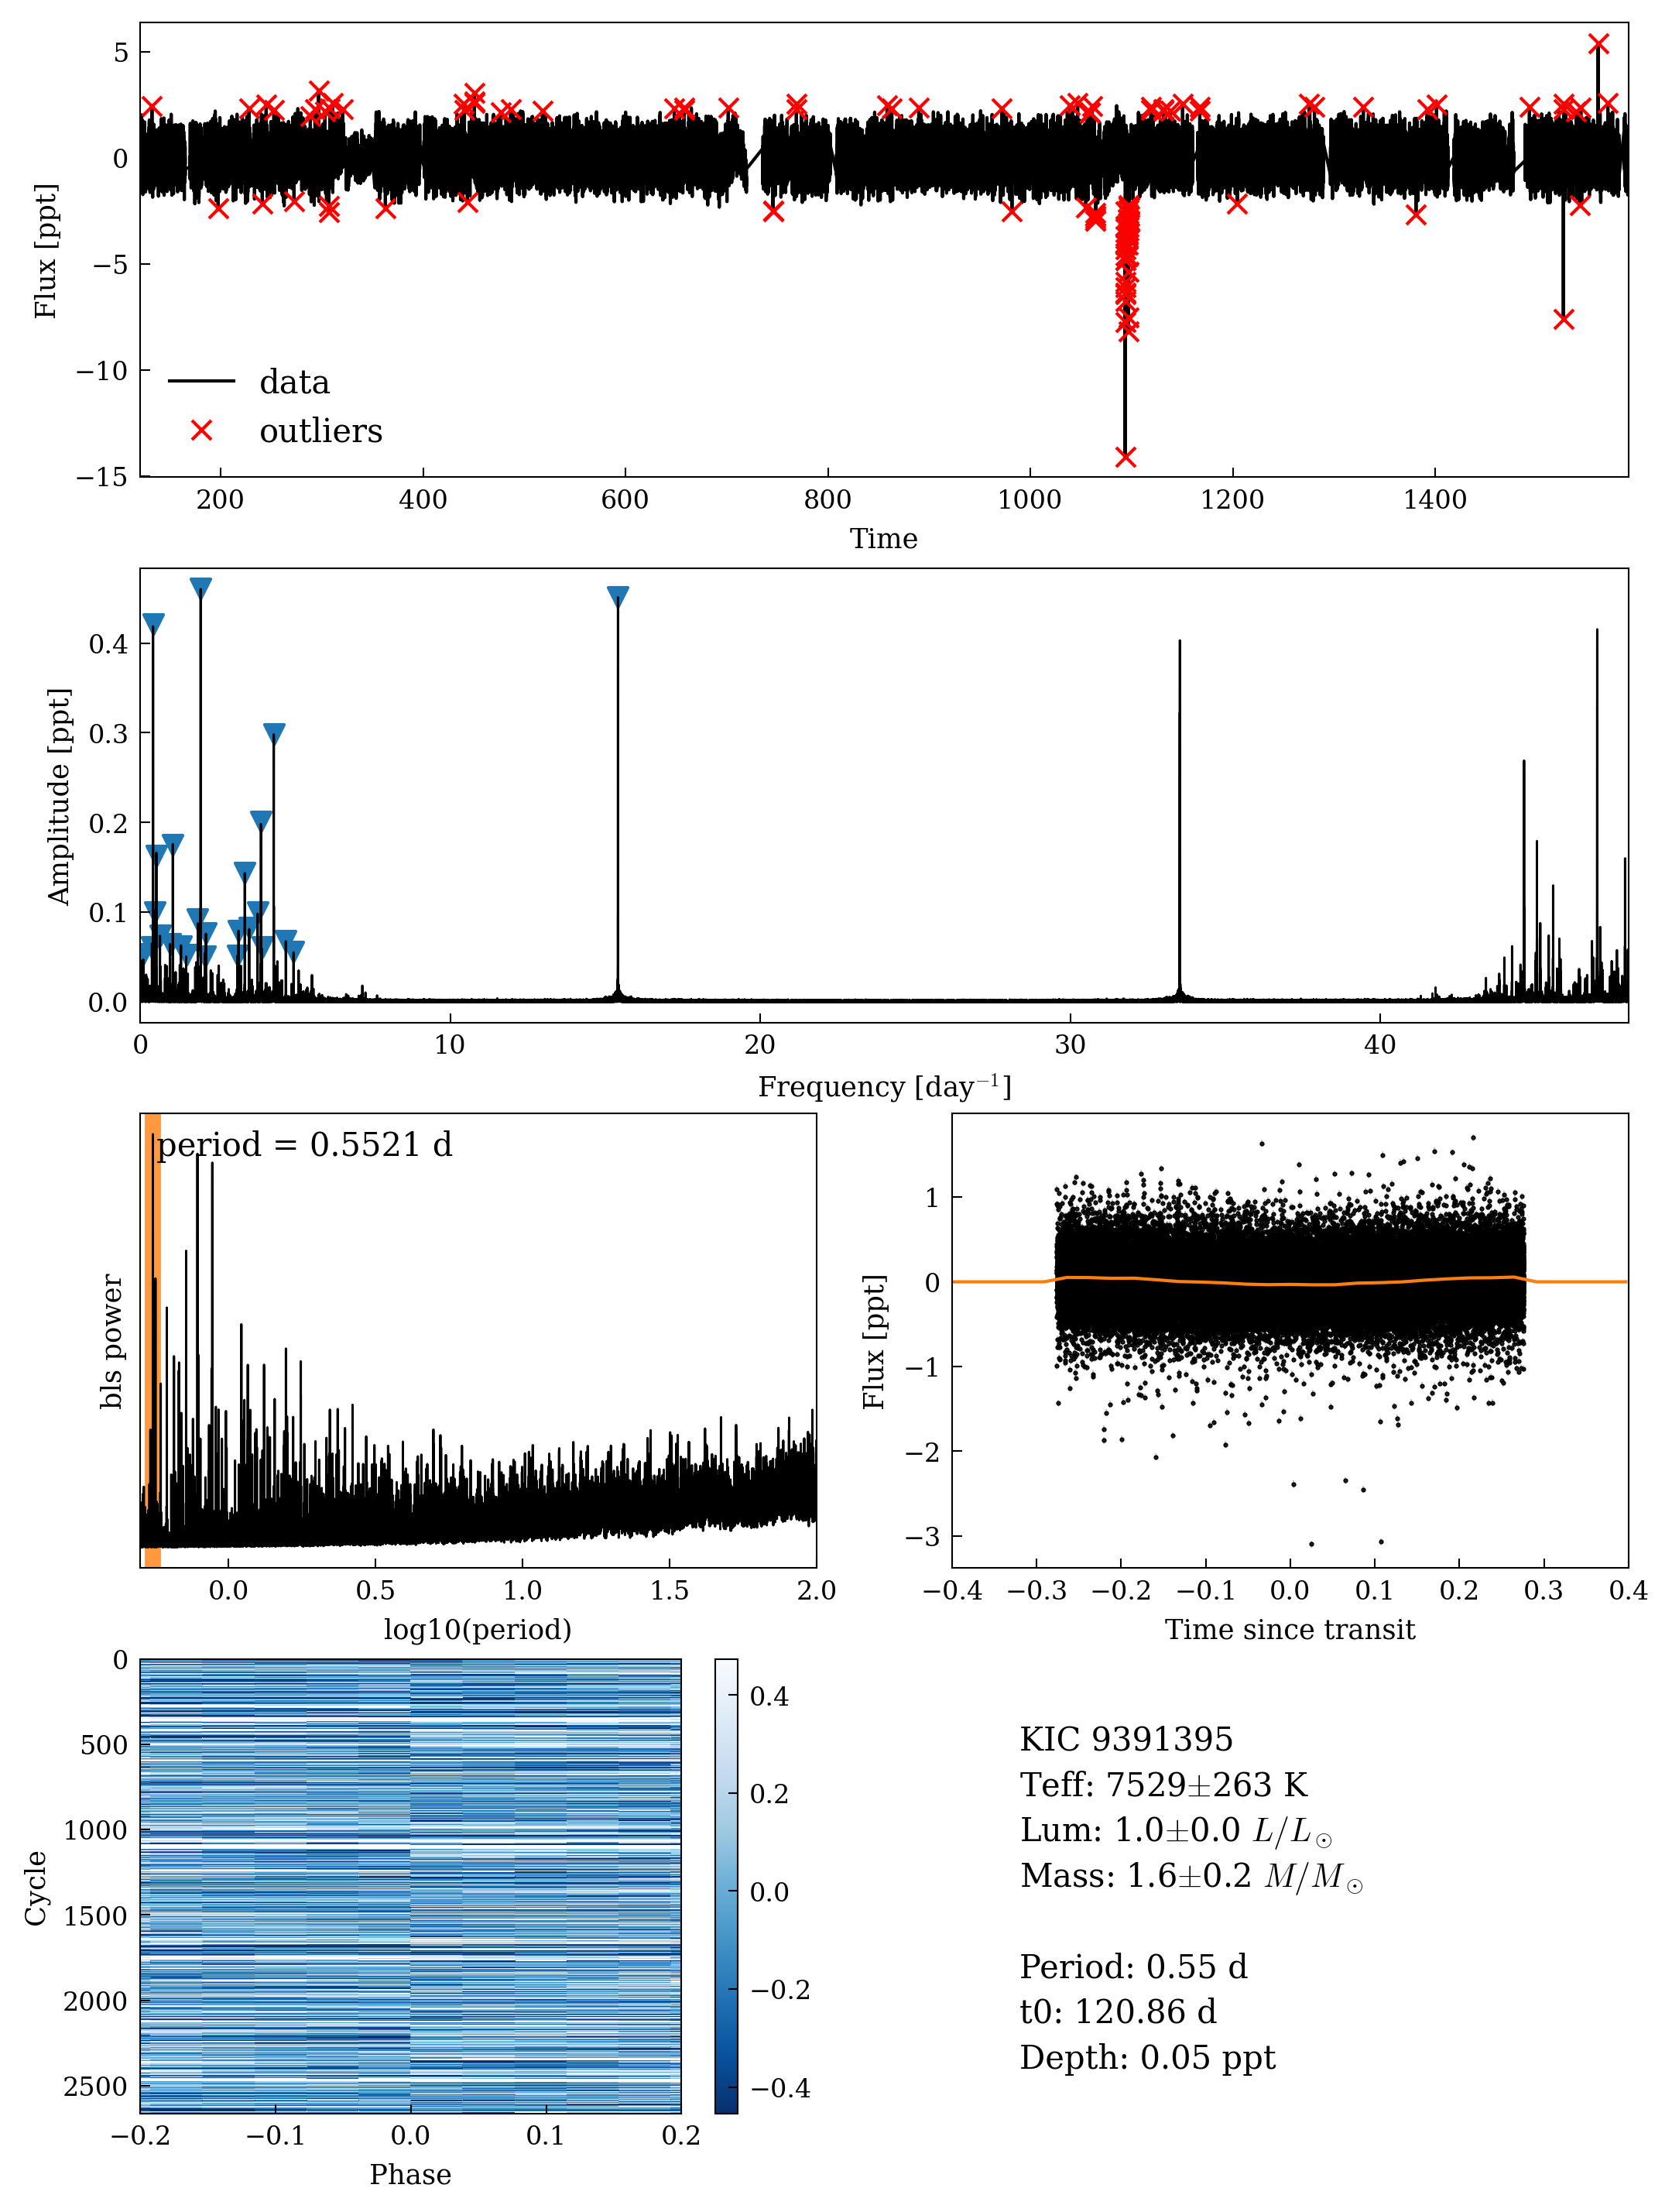 5
0
−5
−10
−15
Flux [ppt]
data
outliers
200
400
600
800
1000
1200
1400
Time
0.4
0.3
0.2
0.1
0.0
Amplitude [ppt]
0
10
20
30
40
Frequency [day⁻¹]
period = 0.5521 d
bls power
0.0
0.5
1.0
1.5
2.0
log10(period)
1
0
−1
−2
−3
Flux [ppt]
−0.4
−0.3
−0.2
−0.1
0.0
0.1
0.2
0.3
0.4
Time since transit
0
500
1000
1500
2000
2500
Cycle
−0.2
−0.1
0.0
0.1
0.2
Phase
0.4
0.2
0.0
−0.2
−0.4
KIC 9391395
Teff: 7529±263 K
Lum: 1.0±0.0 L/L⊙
Mass: 1.6±0.2 M/M⊙
Period: 0.55 d
t0: 120.86 d
Depth: 0.05 ppt